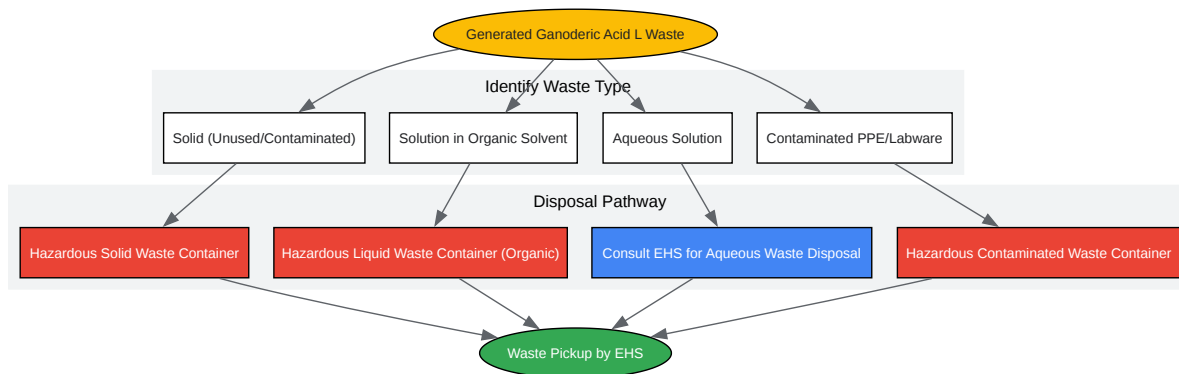 Generated Ganoderic Acid L Waste
Identify Waste Type
Solid (Unused/Contaminated)
Solution in Organic Solvent
Aqueous Solution
Contaminated PPE/Labware
Disposal Pathway
Hazardous Solid Waste Container
Hazardous Liquid Waste Container (Organic)
Consult EHS for Aqueous Waste Disposal
Hazardous Contaminated Waste Container
Waste Pickup by EHS